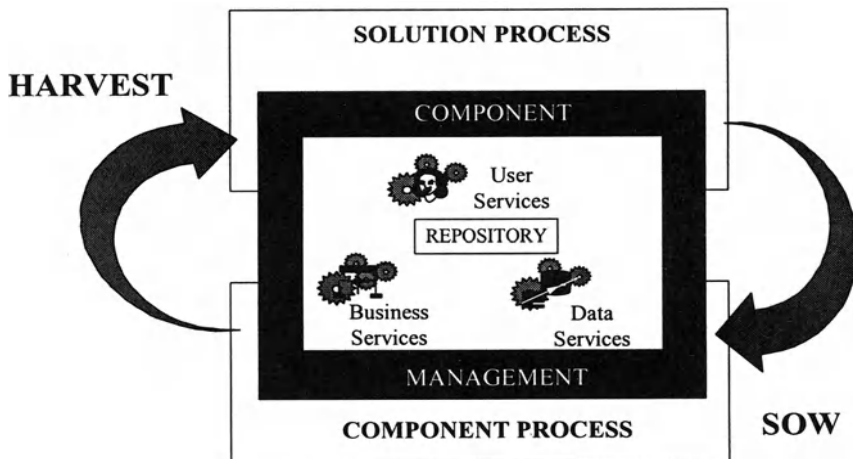 SOLUTION PROCESS
HARVEST
COMPONENT
User
Services
REPOSITORY
Business
Services
Data
Services
MANAGEMENT
COMPONENT PROCESS
SOW